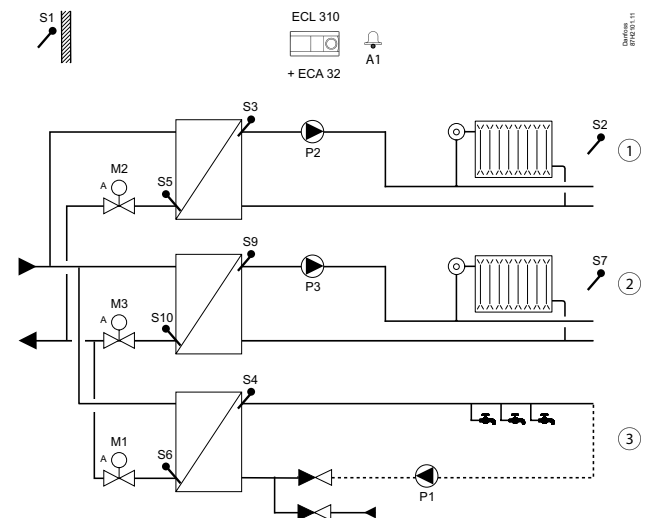 S1
ECL 310
A1
+ ECA 32
Danfoss
87H2101.11
S3
P2
S2
1
M2
A
S5
S9
P3
S7
2
M3
A
S10
S4
3
M1
A
S6
P1